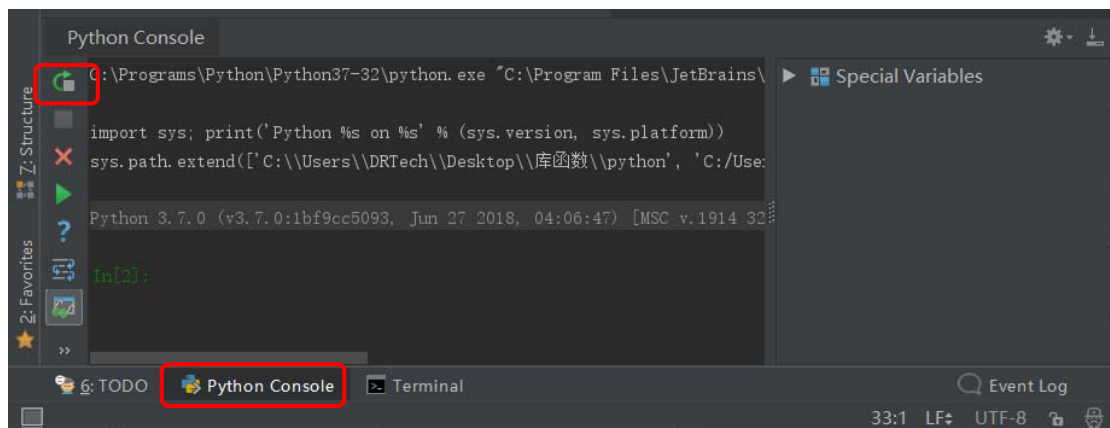 Python Console
C:\Programs\Python\Python37-32\python.exe "C:\Program Files\JetBrains\
Special Variables
import sys; print('Python %s on %s' % (sys.version, sys.platform))
sys.path.extend(['C:\\Users\\DRTech\\Desktop\\库函数\\python', 'C:/Use
Python 3.7.0 (v3.7.0:1bf9cc5093, Jun 27 2018, 04:06:47) [MSC v.1914 32
In[2]:
Z: Structure
2: Favorites
6: TODO
Python Console
Terminal
Event Log
33:1 LF UTF-8